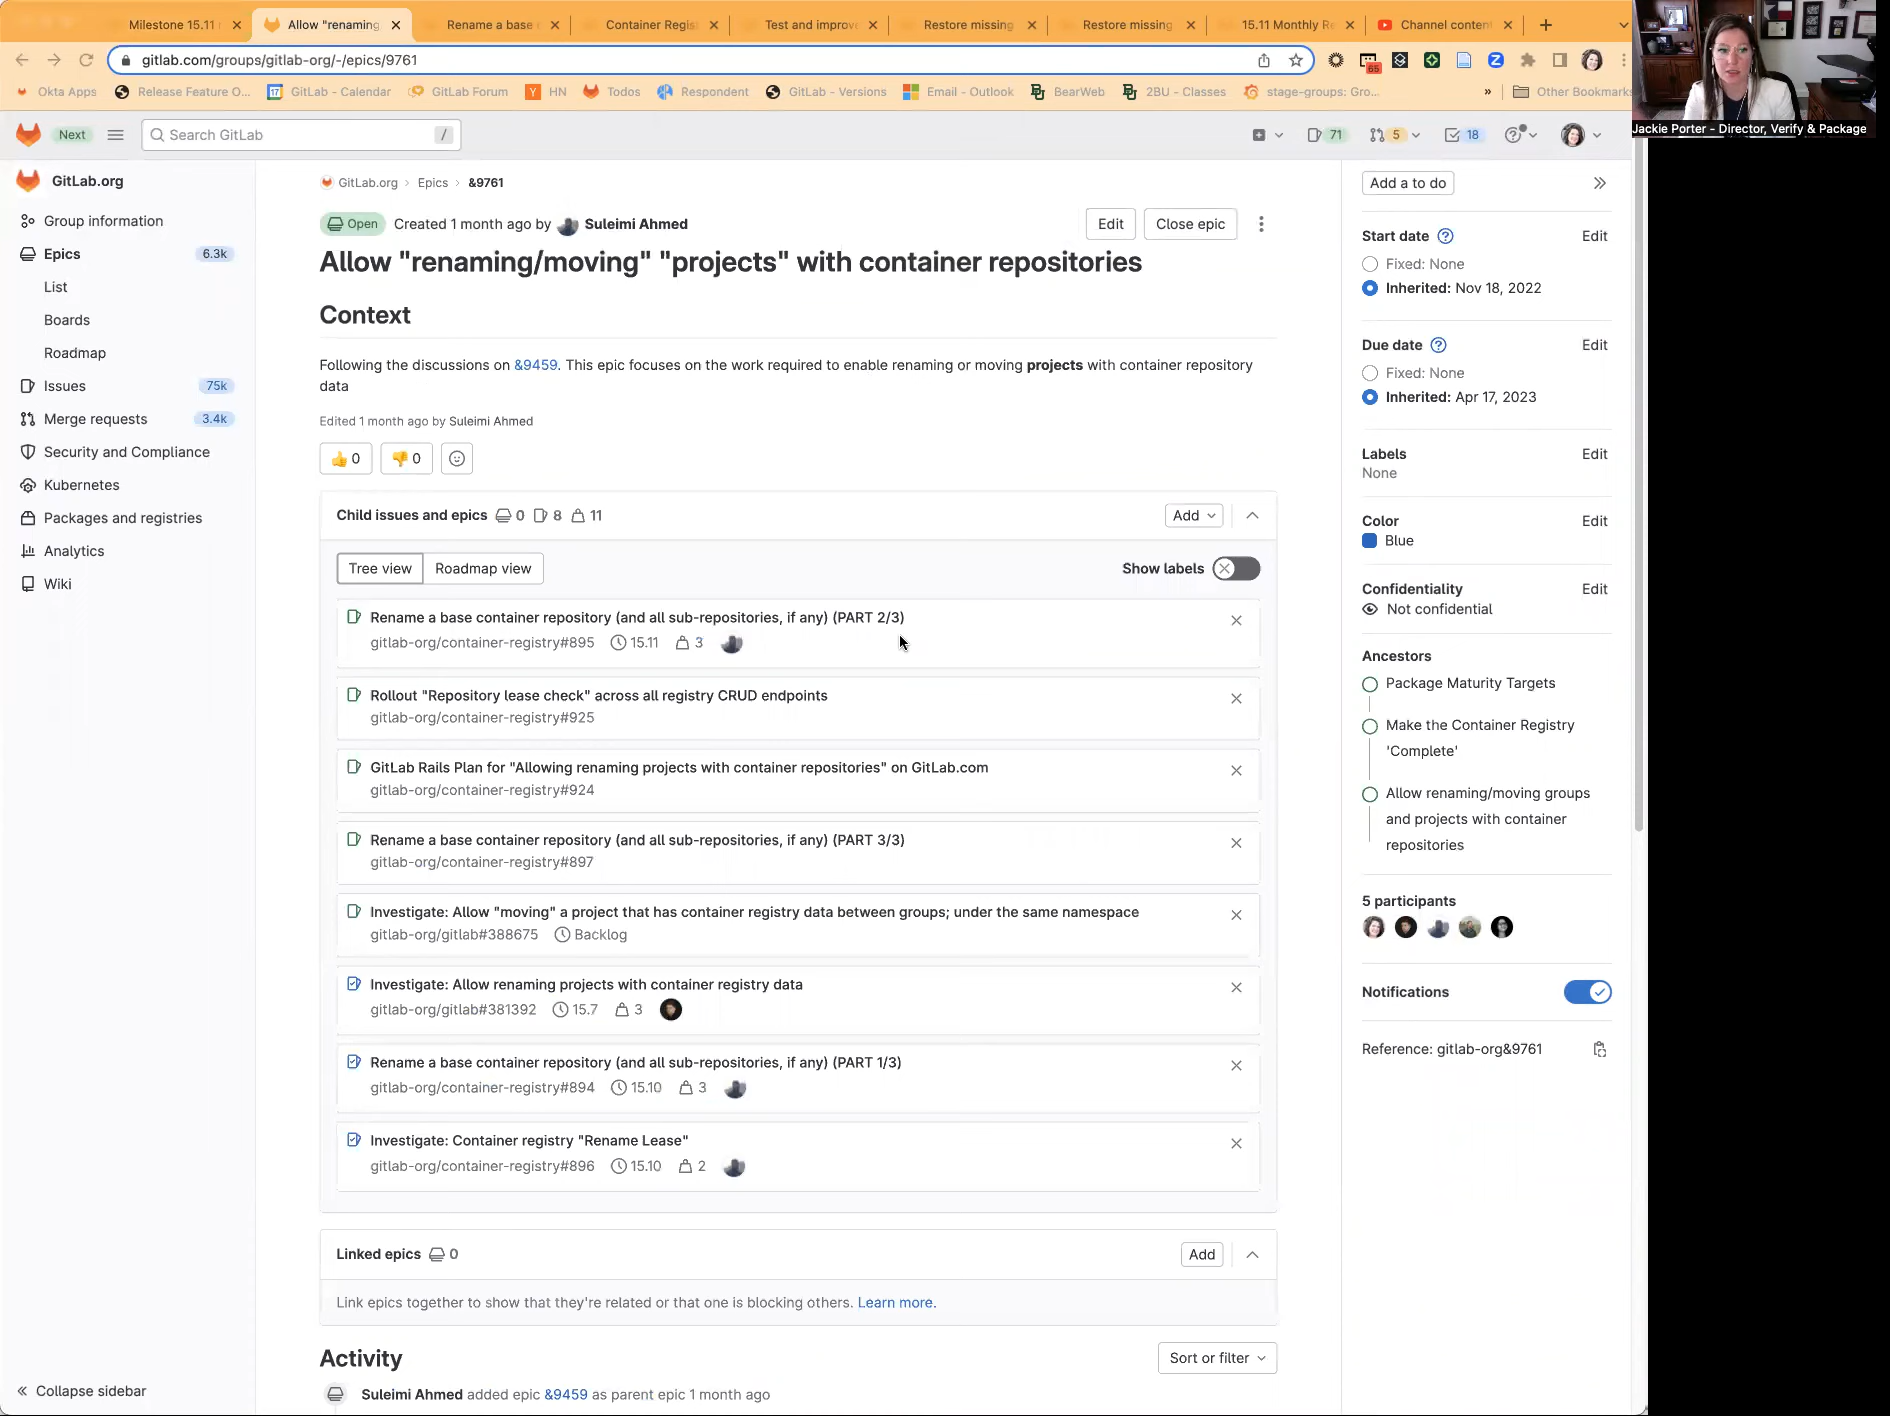 Milestone 15.11
Allow "renaming
Rename a base
Container Regis
Test and improve
Restore missing
Restore missing
15.11 Monthly Re
Channel content
gitlab.com/groups/gitlab-org/-/epics/9761
65
Okta Apps
Release Feature O...
GitLab - Calendar
GitLab Forum
HN
Todos
Respondent
GitLab - Versions
Email - Outlook
BearWeb
2BU - Classes
stage-groups: Gro...
»
Other Bookmarks
Jackie Porter - Director, Verify & Package
Next
Search GitLab
/
71
5
18
GitLab.org
Group information
Epics 6.3k
List
Boards
Roadmap
Issues 75k
Merge requests 3.4k
Security and Compliance
Kubernetes
Packages and registries
Analytics
Wiki
Collapse sidebar
GitLab.org > Epics > &9761
Open Created 1 month ago by Suleimi Ahmed
Edit
Close epic
Allow "renaming/moving" "projects" with container repositories
Context
Following the discussions on &9459. This epic focuses on the work required to enable renaming or moving projects with container repository
data
Edited 1 month ago by Suleimi Ahmed
👍 0
👎 0
Child issues and epics 0 8 11
Add
Tree view
Roadmap view
Show labels
Rename a base container repository (and all sub-repositories, if any) (PART 2/3)
gitlab-org/container-registry#895 15.11 3
Rollout "Repository lease check" across all registry CRUD endpoints
gitlab-org/container-registry#925
GitLab Rails Plan for "Allowing renaming projects with container repositories" on GitLab.com
gitlab-org/container-registry#924
Rename a base container repository (and all sub-repositories, if any) (PART 3/3)
gitlab-org/container-registry#897
Investigate: Allow "moving" a project that has container registry data between groups; under the same namespace
gitlab-org/gitlab#388675 Backlog
Investigate: Allow renaming projects with container registry data
gitlab-org/gitlab#381392 15.7 3
Rename a base container repository (and all sub-repositories, if any) (PART 1/3)
gitlab-org/container-registry#894 15.10 3
Investigate: Container registry "Rename Lease"
gitlab-org/container-registry#896 15.10 2
Linked epics 0
Add
Link epics together to show that they're related or that one is blocking others. Learn more.
Activity
Sort or filter
Suleimi Ahmed added epic &9459 as parent epic 1 month ago
Add a to do
Start date Edit
Fixed: None
Inherited: Nov 18, 2022
Due date Edit
Fixed: None
Inherited: Apr 17, 2023
Labels Edit
None
Color Edit
Blue
Confidentiality Edit
Not confidential
Ancestors
Package Maturity Targets
Make the Container Registry
'Complete'
Allow renaming/moving groups
and projects with container
repositories
5 participants
Notifications
Reference: gitlab-org&9761